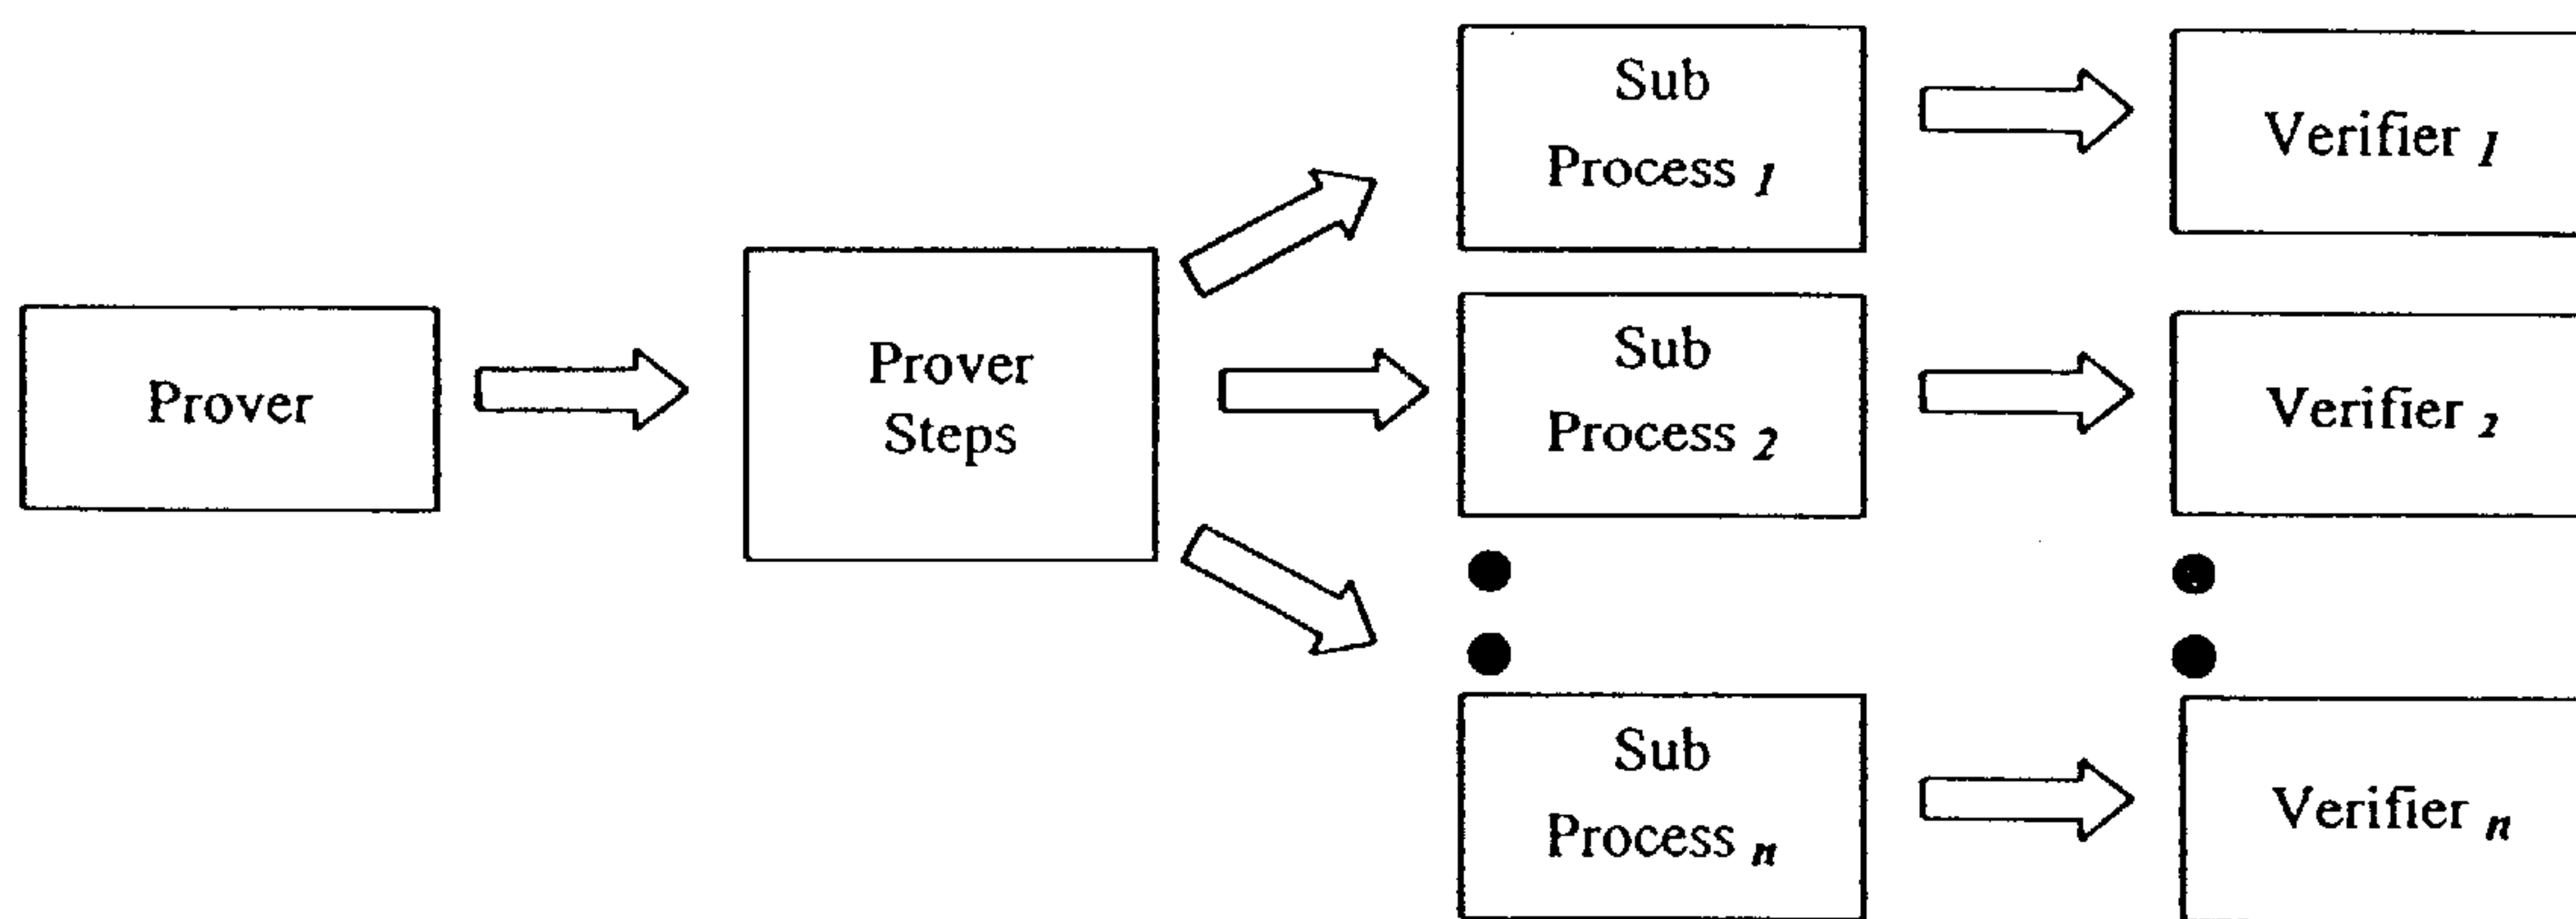 Prover
Prover
Steps
Sub
Process 1
Sub
Process 2
Sub
Process n
Verifier 1
Verifier 2
Verifier n